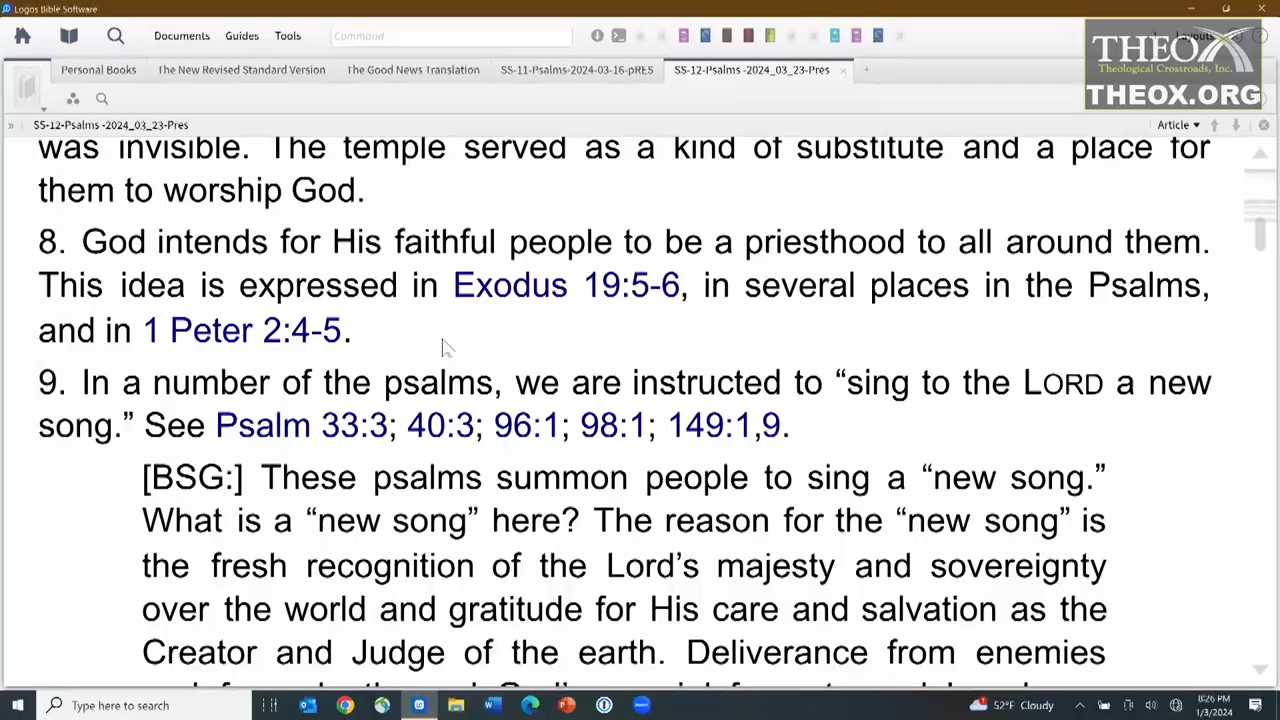 Logos Bible Software
Documents Guides Tools Command
THEOX
Theological Crossroads, Inc.
THEOX.ORG
Personal Books The New Revised Standard Version The Good News Bible SS-11-Psalms-2024-03-16-pRES SS-12-Psalms -2024_03_23-Pres
SS-12-Psalms -2024_03_23-Pres Article
was invisible. The temple served as a kind of substitute and a place for
them to worship God.
8. God intends for His faithful people to be a priesthood to all around them.
This idea is expressed in Exodus 19:5-6, in several places in the Psalms,
and in 1 Peter 2:4-5.
9. In a number of the psalms, we are instructed to “sing to the LORD a new
song.” See Psalm 33:3; 40:3; 96:1; 98:1; 149:1,9.
[BSG:] These psalms summon people to sing a “new song.”
What is a “new song” here? The reason for the “new song” is
the fresh recognition of the Lord’s majesty and sovereignty
over the world and gratitude for His care and salvation as the
Creator and Judge of the earth. Deliverance from enemies
Type here to search
52°F Cloudy
8:26 PM
1/3/2024